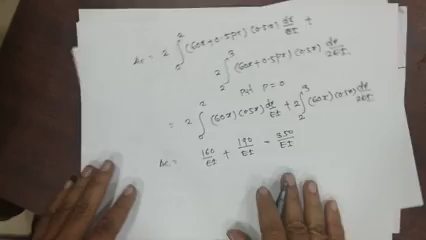 Δc = 2 ∫₀² (60x + 0.5Px) (0.5x) dx/EI +
2 ∫₂³ (60x + 0.5Px) (0.5x) dx/2EI
Put P = 0
= 2 ∫₀² (60x) (0.5x) dx/EI + 2 ∫₂³ (60x) (0.5x) dx/2EI
Δc = 160/EI + 190/EI = 350/EI